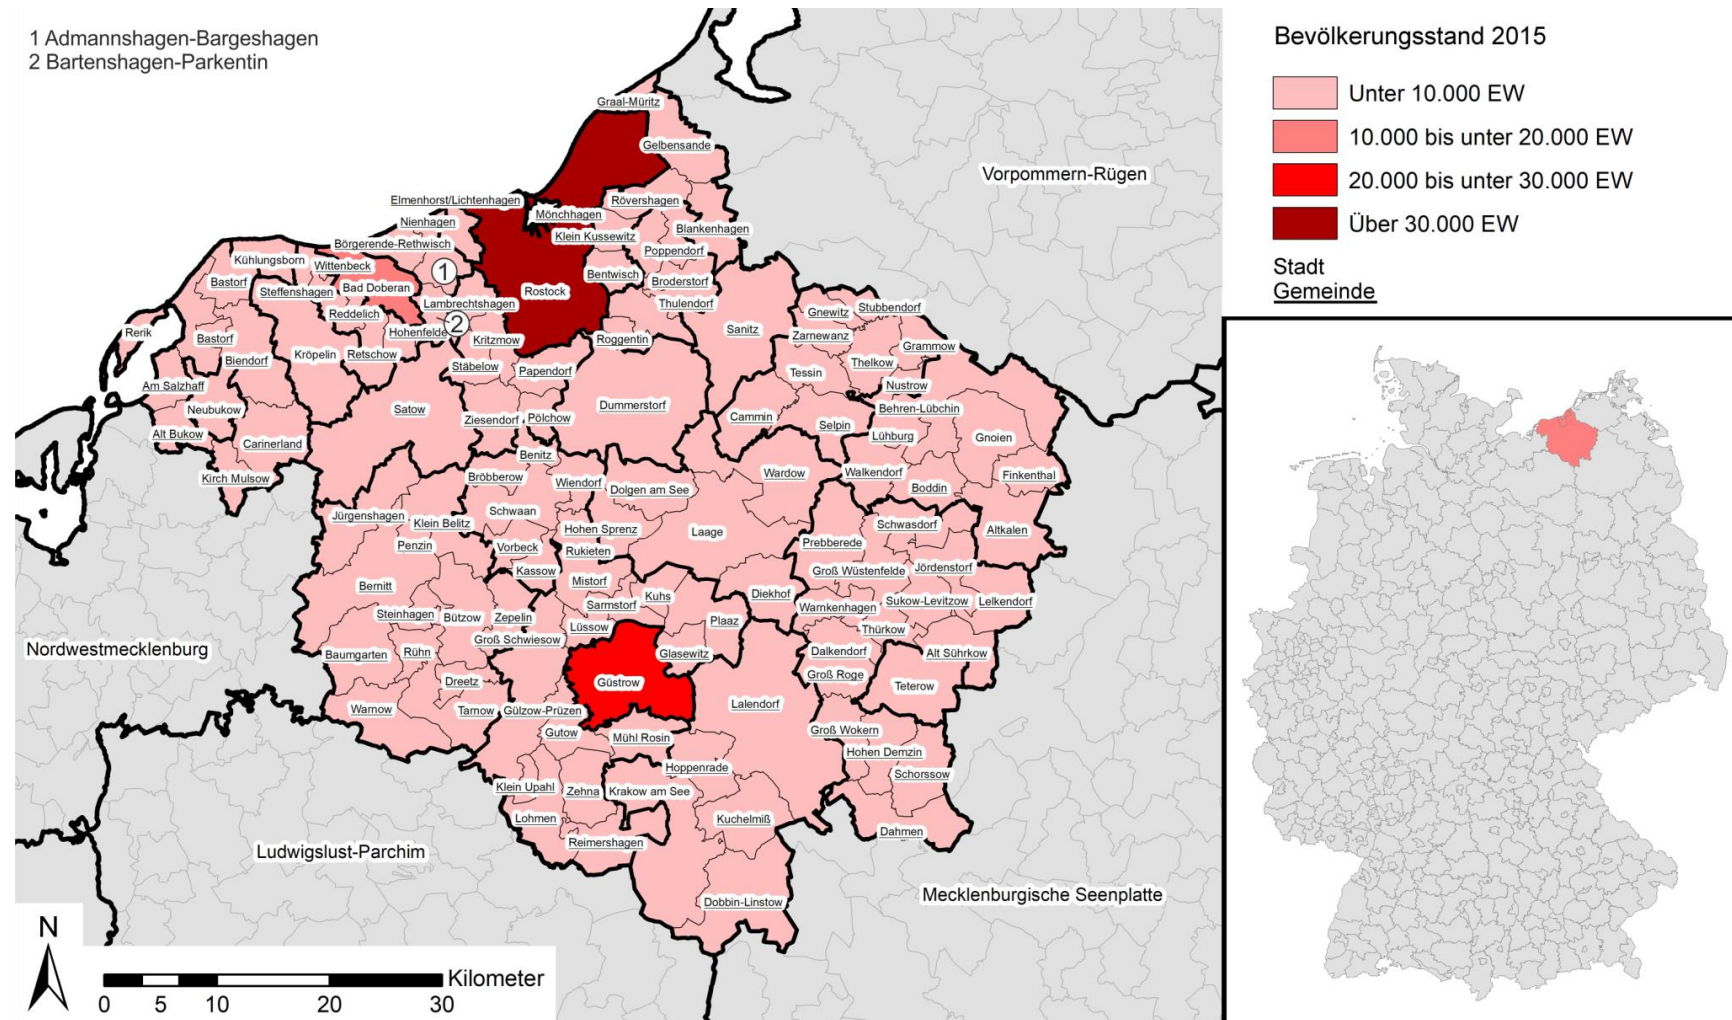 1 Admannshagen-Bargeshagen
2 Bartenshagen-Parkentin
Graal-Müritz
Gelbensande
Vorpommern-Rügen
Elmenhorst/Lichtenhagen
Rövershagen
Mönchhagen
Nienhagen
Blankenhagen
Klein Kussewitz
Börgerende-Rethwisch
Poppendorf
Kühlungsborn
Wittenbeck
1
Bentwisch
Bastorf
Broderstorf
Steffenshagen
Bad Doberan
Rostock
Lambrechtshagen
Thulendorf
Gnewitz
Stubbendorf
Reddelich
2
Rerik
Hohenfelde
Sanitz
Zarnewanz
Bastorf
Kritzmow
Roggentin
Grammow
Kröpelin
Retschow
Biendorf
Stäbelow
Papendorf
Tessin
Thelkow
Am Salzhaff
Nustrow
Neubukow
Satow
Dummerstorf
Behren-Lübchin
Ziesendorf
Pölchow
Cammin
Selpin
Alt Bukow
Lühburg
Gnoien
Carinerland
Benitz
Kirch Mulsow
Bröbberow
Wiendorf
Wardow
Walkendorf
Finkenthal
Dolgen am See
Boddin
Schwaan
Jürgenshagen
Klein Belitz
Hohen Sprenz
Laage
Schwasdorf
Altkalen
Penzin
Vorbeck
Rukieten
Prebberede
Kassow
Groß Wüstenfelde
Jördenstorf
Bernitt
Mistorf
Kuhs
Diekhof
Sarmstorf
Warnkenhagen
Sukow-Levitzow
Lelkendorf
Steinhagen
Bützow
Zepelin
Plaaz
Lüssow
Thürkow
Groß Schwiesow
Nordwestmecklenburg
Baumgarten
Rühn
Glasewitz
Dalkendorf
Alt Sührkow
Dreetz
Güstrow
Groß Roge
Teterow
Warnow
Tarnow
Gülzow-Prüzen
Lalendorf
Gutow
Mühl Rosin
Groß Wokern
Hohen Demzin
Hoppenrade
Schorssow
Klein Upahl
Zehna
Krakow am See
Lohmen
Kuchelmiß
Dahmen
Reimershagen
Ludwigslust-Parchim
Dobbin-Linstow
Mecklenburgische Seenplatte
N
Kilometer
0 5 10 20 30
Bevölkerungsstand 2015
Unter 10.000 EW
10.000 bis unter 20.000 EW
20.000 bis unter 30.000 EW
Über 30.000 EW
Stadt
Gemeinde